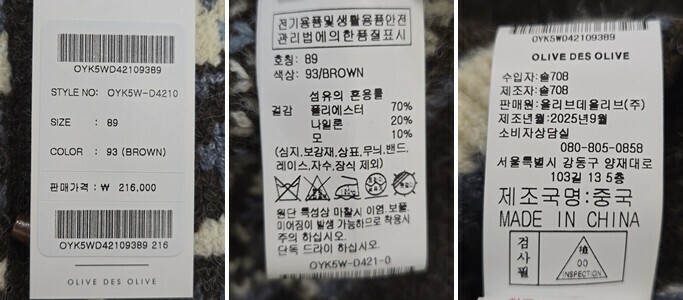 OYK5WD42109389
STYLE NO: OYK5W-D4210
SIZE : 89
COLOR : 93 (BROWN)
판매가격 : ₩ 216,000
OYK5WD42109389 216
OLIVE DES OLIVE
전기용품및생활용품안전
관리법에의한품질표시
호칭: 89
색상: 93/BROWN
섬유의 혼용률
겉감 폴리에스터 70%
나일론 20%
모 10%
(심지,보강재,상표,무늬,밴드,
레이스,자수,장식 제외)
원단 특성상 마찰시 이염,보풀,
미어짐이 발생 가능하므로 착용시
주의 하십시오.
단독 드라이 하십시오.
OYK5W-D421-0
OYK5WD42109389
OLIVE DES OLIVE
수입자:솔708
제조자:솔708
판매원:올리브데올리브(주)
제조년월:2025년9월
소비자상담실
080-805-0858
서울특별시 강동구 양재대로
103길 13 5층
제조국명:중국
MADE IN CHINA
검사필
00
INSPECTION